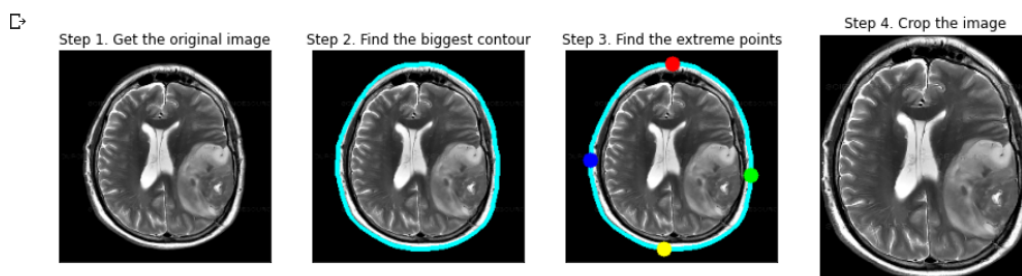 Step 1. Get the original image
Step 2. Find the biggest contour
Step 3. Find the extreme points
Step 4. Crop the image